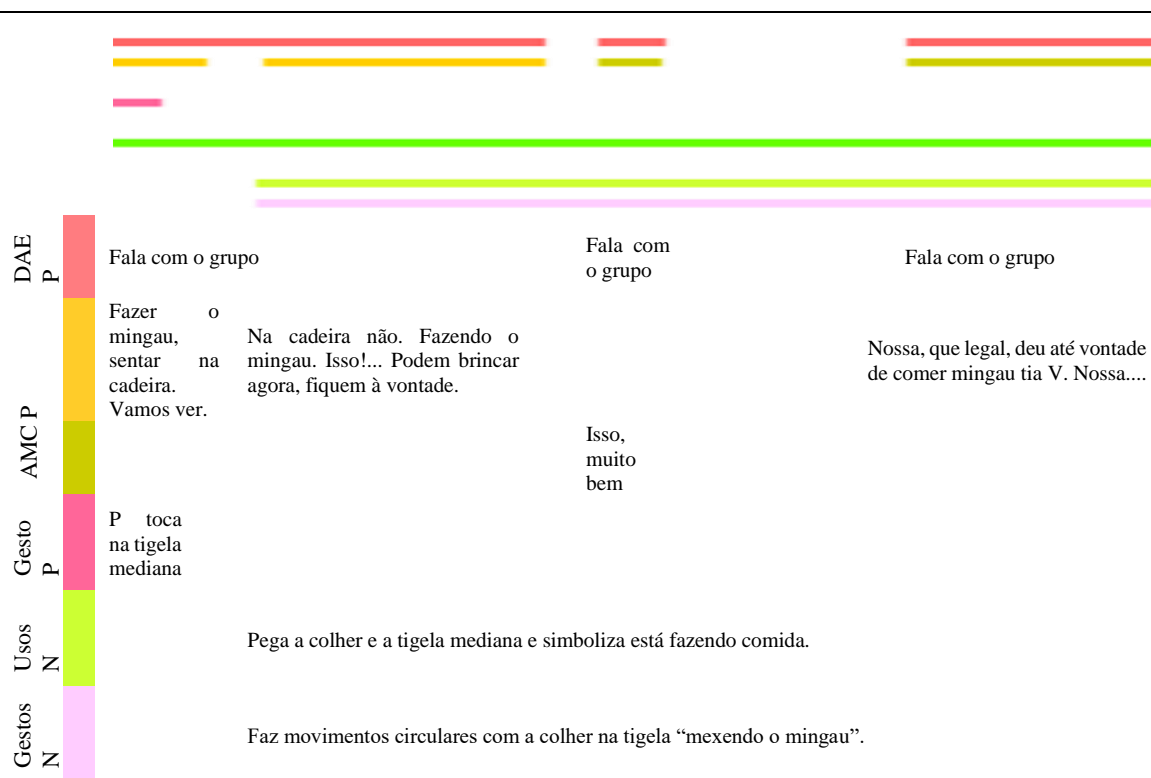 DAE
P
Fala com o grupo
Fala com
o grupo
Fala com o grupo
Fazer o
mingau,
sentar na
cadeira.
Vamos ver.
Na cadeira não. Fazendo o
mingau. Isso!... Podem brincar
agora, fiquem à vontade.
Nossa, que legal, deu até vontade
de comer mingau tia V. Nossa....
AMC P
Isso,
muito
bem
Gesto
P
P toca
na tigela
mediana
Usos
N
Pega a colher e a tigela mediana e simboliza está fazendo comida.
Gestos
N
Faz movimentos circulares com a colher na tigela “mexendo o mingau”.